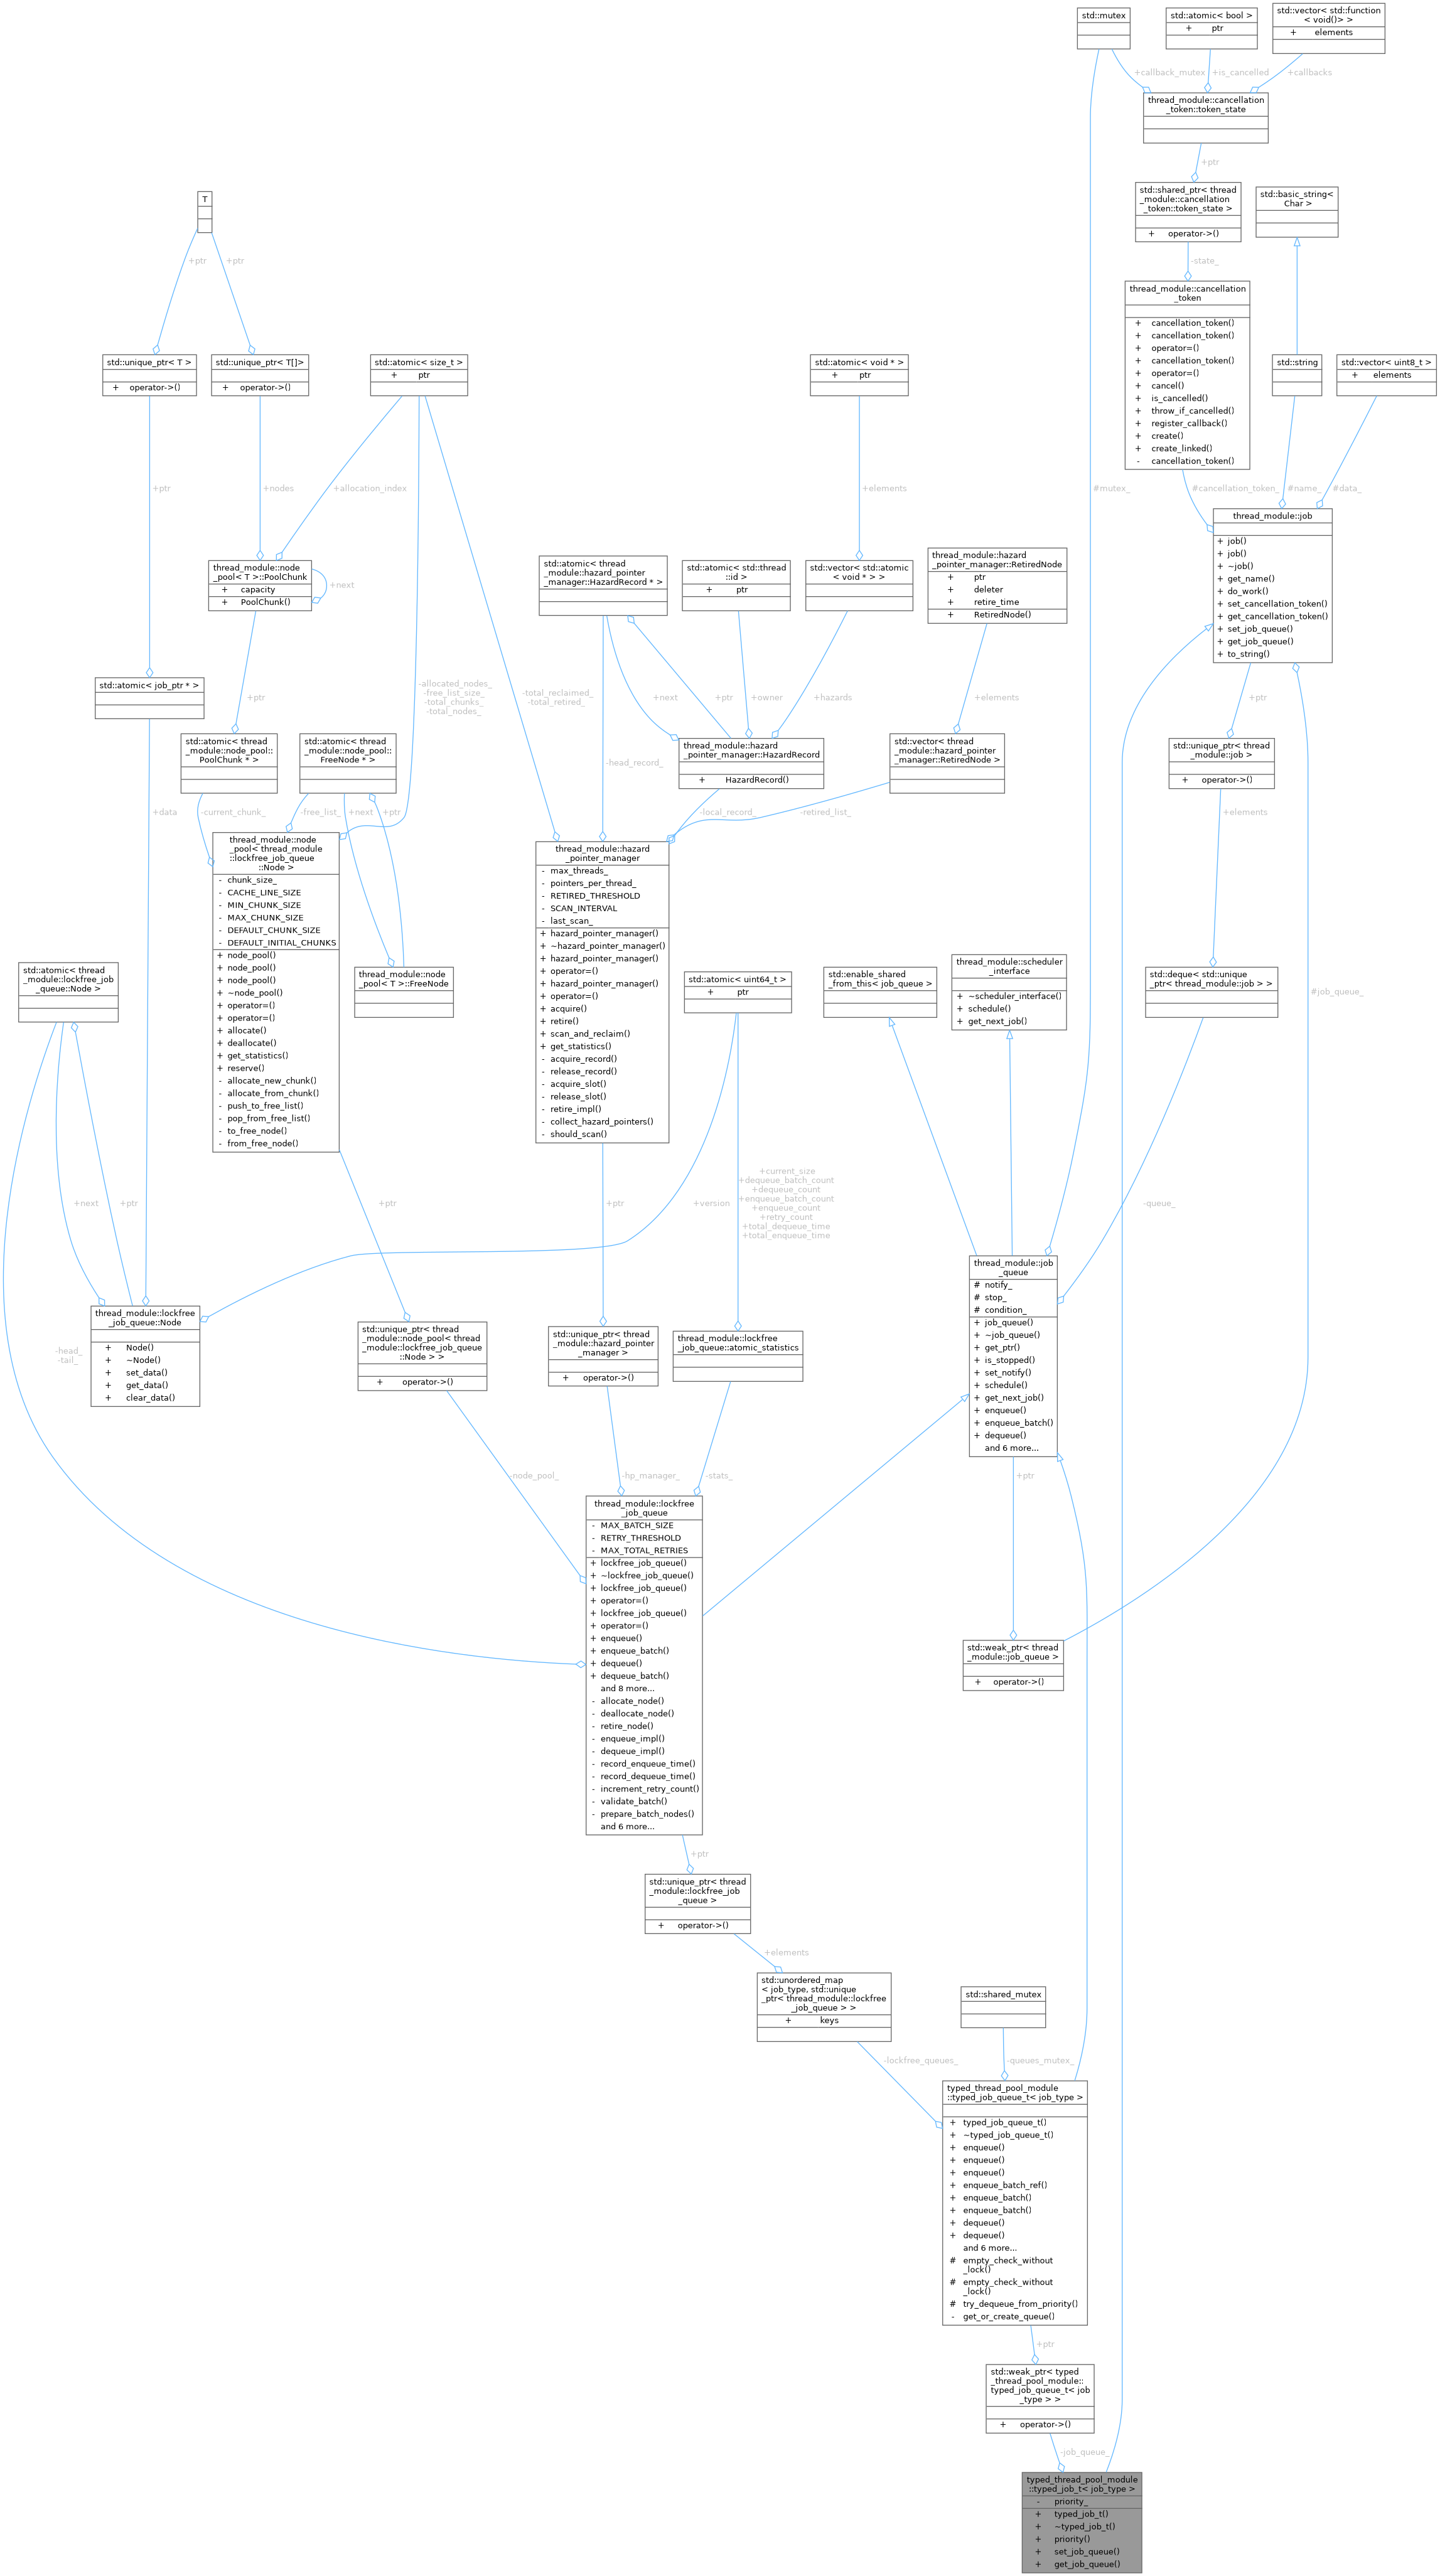 std::mutex
std::atomic< bool >
+ ptr
std::vector< std::function
< void()> >
+ elements
+callback_mutex
+is_cancelled
+callbacks
thread_module::cancellation
_token::token_state
+ptr
std::shared_ptr< thread
_module::cancellation
_token::token_state >
+ operator->()
std::basic_string<
Char >
T
+ptr
+ptr
-state_
thread_module::cancellation
_token
+ cancellation_token()
+ cancellation_token()
+ operator=()
+ cancellation_token()
+ operator=()
+ cancel()
+ is_cancelled()
+ throw_if_cancelled()
+ register_callback()
+ create()
+ create_linked()
- cancellation_token()
std::unique_ptr< T >
+ operator->()
std::unique_ptr< T[]>
+ operator->()
std::atomic< size_t >
+ ptr
std::atomic< void * >
+ ptr
std::string
std::vector< uint8_t >
+ elements
+ptr
+nodes
+allocation_index
+elements
#mutex_
#cancellation_token_
#name_
#data_
thread_module::job
+ job()
+ job()
+ ~job()
+ get_name()
+ do_work()
+ set_cancellation_token()
+ get_cancellation_token()
+ set_job_queue()
+ get_job_queue()
+ to_string()
thread_module::node
_pool< T >::PoolChunk
+ capacity
+ PoolChunk()
+next
std::atomic< thread
_module::hazard_pointer
_manager::HazardRecord * >
std::atomic< std::thread
::id >
+ ptr
std::vector< std::atomic
< void * > >
thread_module::hazard
_pointer_manager::RetiredNode
+ ptr
+ deleter
+ retire_time
+ RetiredNode()
std::atomic< job_ptr * >
+ptr
-allocated_nodes_
-free_list_size_
-total_chunks_
-total_nodes_
-total_reclaimed_
-total_retired_
+next
+ptr
+owner
+hazards
+elements
+ptr
std::atomic< thread
_module::node_pool::
PoolChunk * >
std::atomic< thread
_module::node_pool::
FreeNode * >
-head_record_
thread_module::hazard
_pointer_manager::HazardRecord
+ HazardRecord()
std::vector< thread
_module::hazard_pointer
_manager::RetiredNode >
std::unique_ptr< thread
_module::job >
+ operator->()
+data
-current_chunk_
-free_list_
+next
+ptr
-local_record_
-retired_list_
+elements
thread_module::node
_pool< thread_module
::lockfree_job_queue
::Node >
- chunk_size_
- CACHE_LINE_SIZE
- MIN_CHUNK_SIZE
- MAX_CHUNK_SIZE
- DEFAULT_CHUNK_SIZE
- DEFAULT_INITIAL_CHUNKS
+ node_pool()
+ node_pool()
+ node_pool()
+ ~node_pool()
+ operator=()
+ operator=()
+ allocate()
+ deallocate()
+ get_statistics()
+ reserve()
- allocate_new_chunk()
- allocate_from_chunk()
- push_to_free_list()
- pop_from_free_list()
- to_free_node()
- from_free_node()
thread_module::hazard
_pointer_manager
- max_threads_
- pointers_per_thread_
- RETIRED_THRESHOLD
- SCAN_INTERVAL
- last_scan_
+ hazard_pointer_manager()
+ ~hazard_pointer_manager()
+ hazard_pointer_manager()
+ operator=()
+ hazard_pointer_manager()
+ operator=()
+ acquire()
+ retire()
+ scan_and_reclaim()
+ get_statistics()
- acquire_record()
- release_record()
- acquire_slot()
- release_slot()
- retire_impl()
- collect_hazard_pointers()
- should_scan()
std::atomic< thread
_module::lockfree_job
_queue::Node >
thread_module::node
_pool< T >::FreeNode
std::atomic< uint64_t >
+ ptr
std::enable_shared
_from_this< job_queue >
thread_module::scheduler
_interface
+ ~scheduler_interface()
+ schedule()
+ get_next_job()
std::deque< std::unique
_ptr< thread_module::job > >
#job_queue_
+next
+ptr
+ptr
+ptr
+version
+current_size
+dequeue_batch_count
+dequeue_count
+enqueue_batch_count
+enqueue_count
+retry_count
+total_dequeue_time
+total_enqueue_time
-queue_
thread_module::job
_queue
# notify_
# stop_
# condition_
+ job_queue()
+ ~job_queue()
+ get_ptr()
+ is_stopped()
+ set_notify()
+ schedule()
+ get_next_job()
+ enqueue()
+ enqueue_batch()
+ dequeue()
and 6 more...
-head_
-tail_
thread_module::lockfree
_job_queue::Node
+ Node()
+ ~Node()
+ set_data()
+ get_data()
+ clear_data()
std::unique_ptr< thread
_module::node_pool< thread
_module::lockfree_job_queue
::Node > >
+ operator->()
std::unique_ptr< thread
_module::hazard_pointer
_manager >
+ operator->()
thread_module::lockfree
_job_queue::atomic_statistics
-node_pool_
-hp_manager_
-stats_
+ptr
thread_module::lockfree
_job_queue
- MAX_BATCH_SIZE
- RETRY_THRESHOLD
- MAX_TOTAL_RETRIES
+ lockfree_job_queue()
+ ~lockfree_job_queue()
+ lockfree_job_queue()
+ operator=()
+ lockfree_job_queue()
+ operator=()
+ enqueue()
+ enqueue_batch()
+ dequeue()
+ dequeue_batch()
and 8 more...
- allocate_node()
- deallocate_node()
- retire_node()
- enqueue_impl()
- dequeue_impl()
- record_enqueue_time()
- record_dequeue_time()
- increment_retry_count()
- validate_batch()
- prepare_batch_nodes()
and 6 more...
std::weak_ptr< thread
_module::job_queue >
+ operator->()
+ptr
std::unique_ptr< thread
_module::lockfree_job
_queue >
+ operator->()
+elements
std::unordered_map
< job_type, std::unique
_ptr< thread_module::lockfree
_job_queue > >
+ keys
std::shared_mutex
-lockfree_queues_
-queues_mutex_
typed_thread_pool_module
::typed_job_queue_t< job_type >
+ typed_job_queue_t()
+ ~typed_job_queue_t()
+ enqueue()
+ enqueue()
+ enqueue()
+ enqueue_batch_ref()
+ enqueue_batch()
+ enqueue_batch()
+ dequeue()
+ dequeue()
and 6 more...
# empty_check_without
_lock()
# empty_check_without
_lock()
# try_dequeue_from_priority()
- get_or_create_queue()
+ptr
std::weak_ptr< typed
_thread_pool_module::
typed_job_queue_t< job
_type > >
+ operator->()
-job_queue_
typed_thread_pool_module
::typed_job_t< job_type >
- priority_
+ typed_job_t()
+ ~typed_job_t()
+ priority()
+ set_job_queue()
+ get_job_queue()